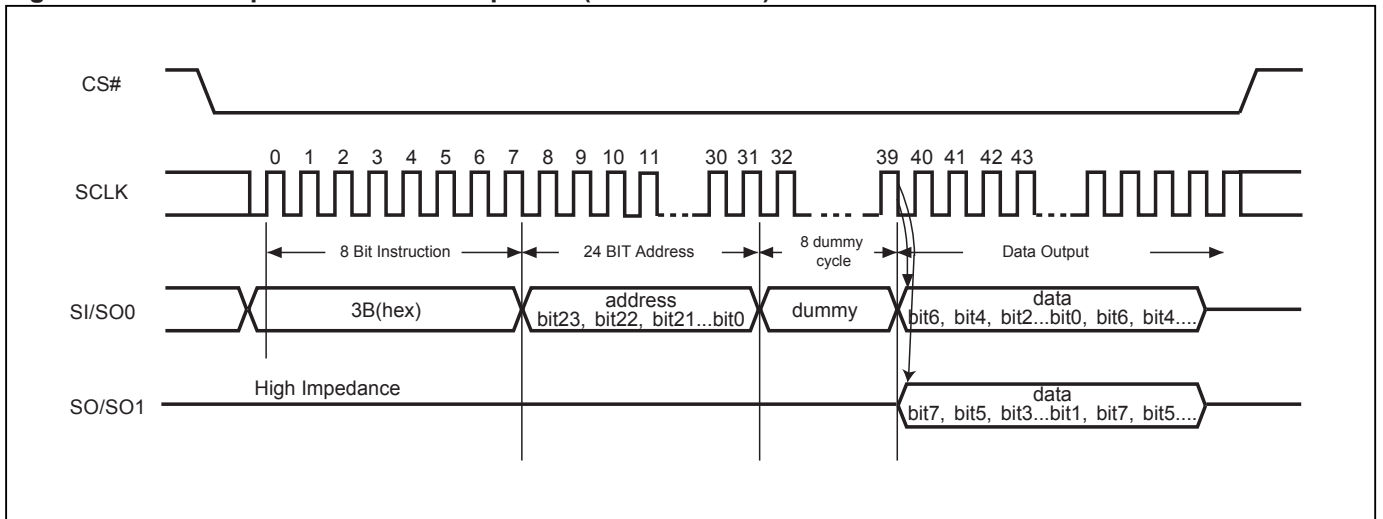 CS#
0 1 2 3 4 5 6 7 8 9 10 11 30 31 32 39 40 41 42 43
SCLK
8 Bit Instruction
24 BIT Address
8 dummy
cycle
Data Output
SI/SO0
3B(hex)
address
bit23, bit22, bit21...bit0
dummy
data
bit6, bit4, bit2...bit0, bit6, bit4....
High Impedance
SO/SO1
data
bit7, bit5, bit3...bit1, bit7, bit5....